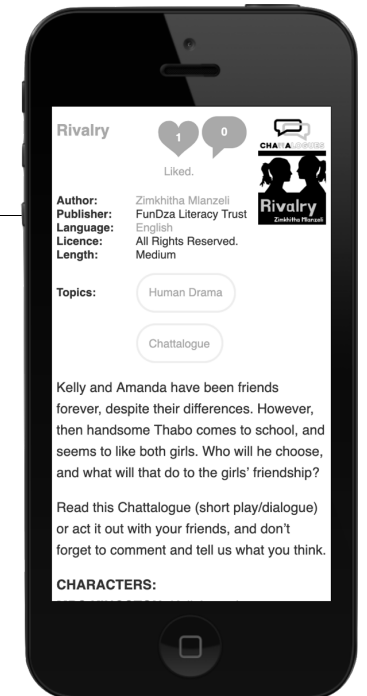 Rivalry
1
0
Liked.
CHATTALOGUES
Rivalry
Zimkhitha Mlanzeli
Author: Zimkhitha Mlanzeli
Publisher: FunDza Literacy Trust
Language: English
Licence: All Rights Reserved.
Length: Medium
Topics: Human Drama
Chattalogue
Kelly and Amanda have been friends
forever, despite their differences. However,
then handsome Thabo comes to school, and
seems to like both girls. Who will he choose,
and what will that do to the girls’ friendship?
Read this Chattalogue (short play/dialogue)
or act it out with your friends, and don’t
forget to comment and tell us what you think.
CHARACTERS: